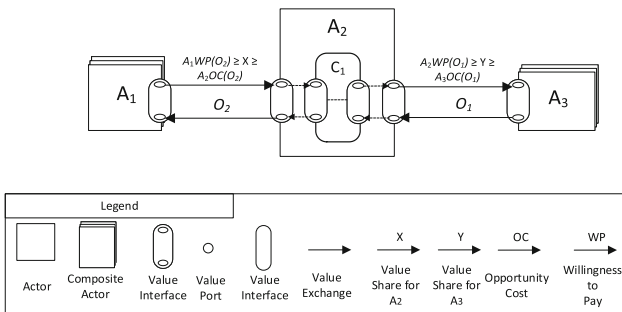 A2
A1WP(O2) ≥ X ≥
A2OC(O2)
C1
A2WP(O1) ≥ Y ≥
A3OC(O1)
A1
O2
O1
A3
Legend
X
Y
OC
WP
Actor
Composite
Actor
Value
Interface
Value
Port
Value
Interface
Value
Exchange
Value
Share for
A2
Value
Share for
A3
Opportunity
Cost
Willingness
to
Pay